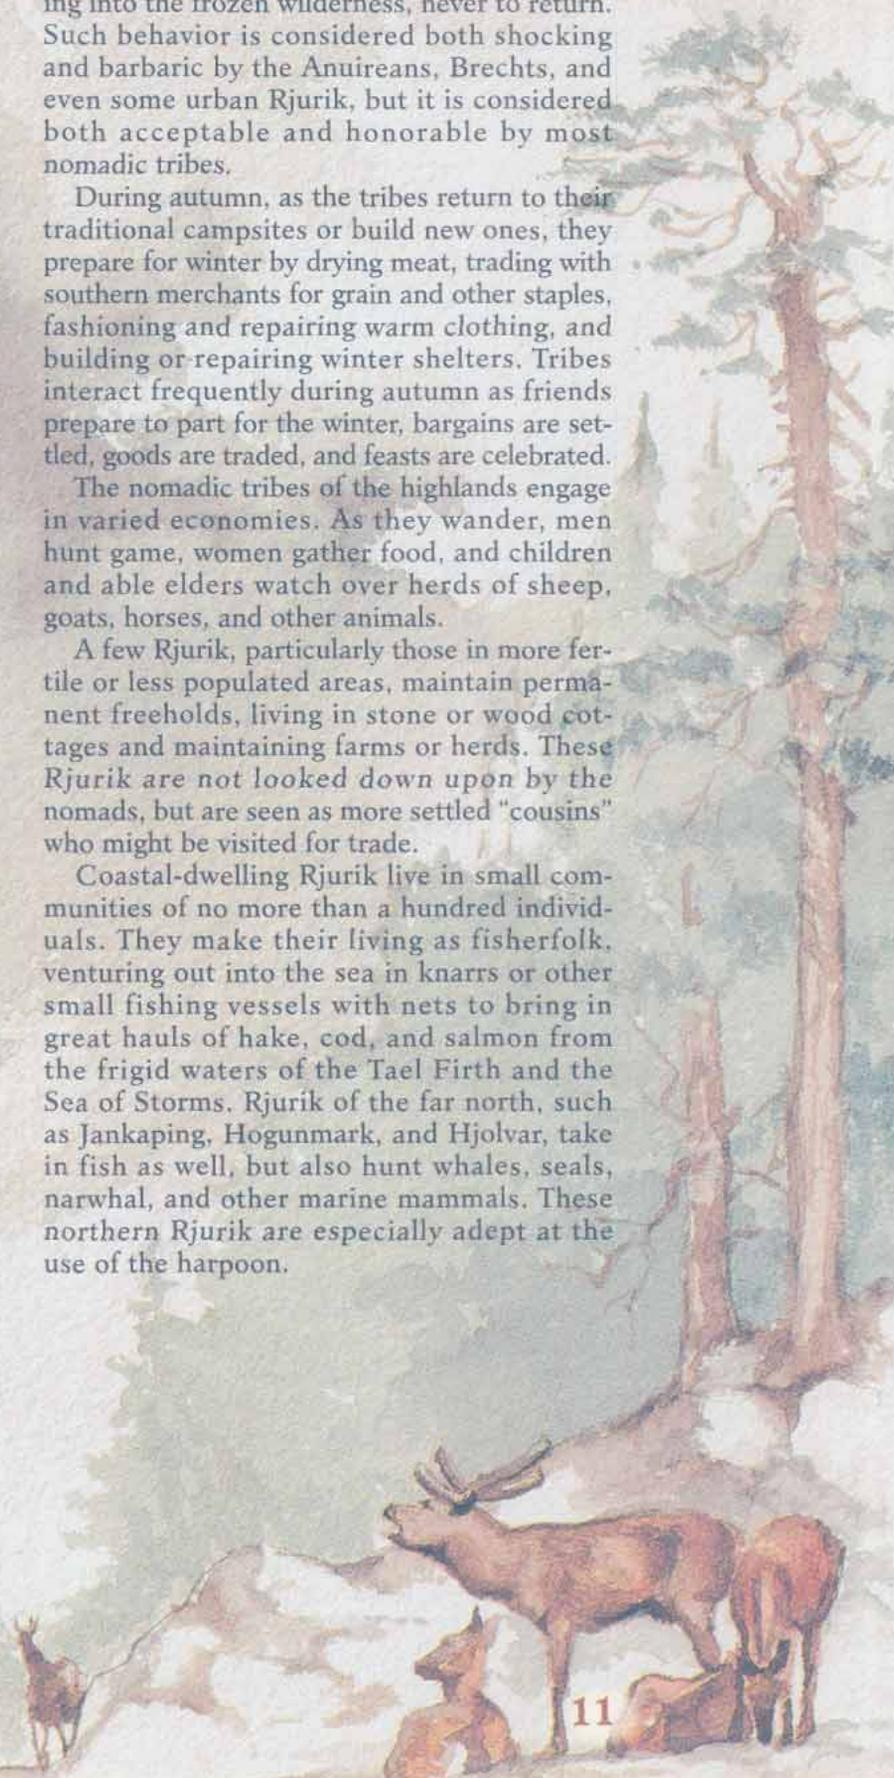 ing into the frozen wilderness, never to return.
Such behavior is considered both shocking
and barbaric by the Anuireans, Brechts, and
even some urban Rjurik, but it is considered
both acceptable and honorable by most
nomadic tribes.
During autumn, as the tribes return to their
traditional campsites or build new ones, they
prepare for winter by drying meat, trading with
southern merchants for grain and other staples,
fashioning and repairing warm clothing, and
building or repairing winter shelters. Tribes
interact frequently during autumn as friends
prepare to part for the winter, bargains are set-
tled, goods are traded, and feasts are celebrated.
The nomadic tribes of the highlands engage
in varied economies. As they wander, men
hunt game, women gather food, and children
and able elders watch over herds of sheep,
goats, horses, and other animals.
A few Rjurik, particularly those in more fer-
tile or less populated areas, maintain perma-
nent freeholds, living in stone or wood cot-
tages and maintaining farms or herds. These
Rjurik are not looked down upon by the
nomads, but are seen as more settled "cousins"
who might be visited for trade.
Coastal-dwelling Rjurik live in small com-
munities of no more than a hundred individ-
uals. They make their living as fisherfolk,
venturing out into the sea in knarrs or other
small fishing vessels with nets to bring in
great hauls of hake, cod, and salmon from
the frigid waters of the Tael Firth and the
Sea of Storms. Rjurik of the far north, such
as Jankaping, Hogunmark, and Hjolvar, take
in fish as well, but also hunt whales, seals,
narwhal, and other marine mammals. These
northern Rjurik are especially adept at the
use of the harpoon.
11